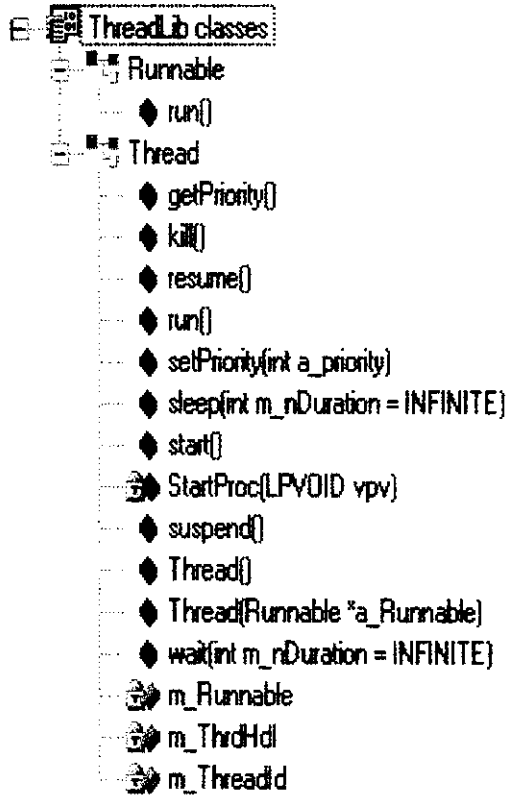 ThreadLib classes
Runnable
run()
Thread
getPriority()
kill()
resume()
run()
setPriority(int a_priority)
sleep(int m_nDuration = INFINITE)
start()
StartProc(LPVOID vpv)
suspend()
Thread()
Thread(Runnable *a_Runnable)
wait(int m_nDuration = INFINITE)
m_Runnable
m_ThrdHdl
m_ThreadId